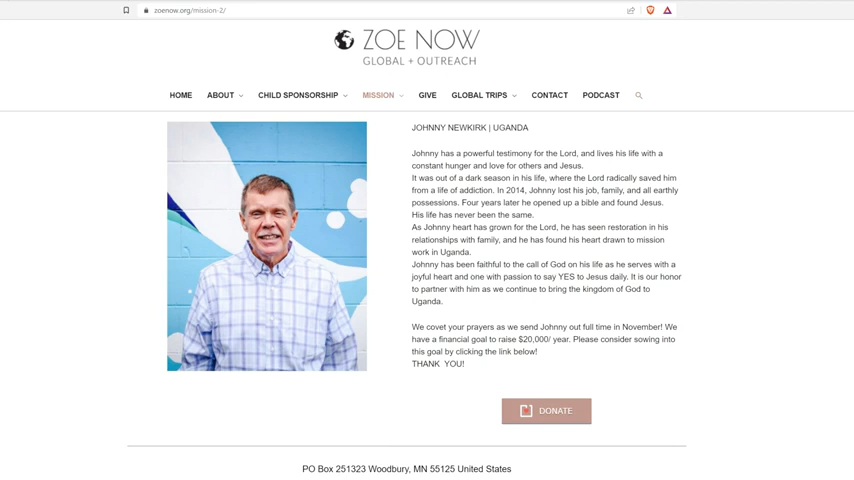 zoenow.org/mission-2/
ZOE NOW
GLOBAL + OUTREACH
HOME ABOUT CHILD SPONSORSHIP MISSION GIVE GLOBAL TRIPS CONTACT PODCAST
JOHNNY NEWKIRK | UGANDA
Johnny has a powerful testimony for the Lord, and lives his life with a
constant hunger and love for others and Jesus.
It was out of a dark season in his life, where the Lord radically saved him
from a life of addiction. In 2014, Johnny lost his job, family, and all earthly
possessions. Four years later he opened up a bible and found Jesus.
His life has never been the same.
As Johnny heart has grown for the Lord, he has seen restoration in his
relationships with family, and he has found his heart drawn to mission
work in Uganda.
Johnny has been faithful to the call of God on his life as he serves with a
joyful heart and one with passion to say YES to Jesus daily. It is our honor
to partner with him as we continue to bring the kingdom of God to
Uganda.
We covet your prayers as we send Johnny out full time in November! We
have a financial goal to raise $20,000/ year. Please consider sowing into
this goal by clicking the link below!
THANK YOU!
DONATE
PO Box 251323 Woodbury, MN 55125 United States